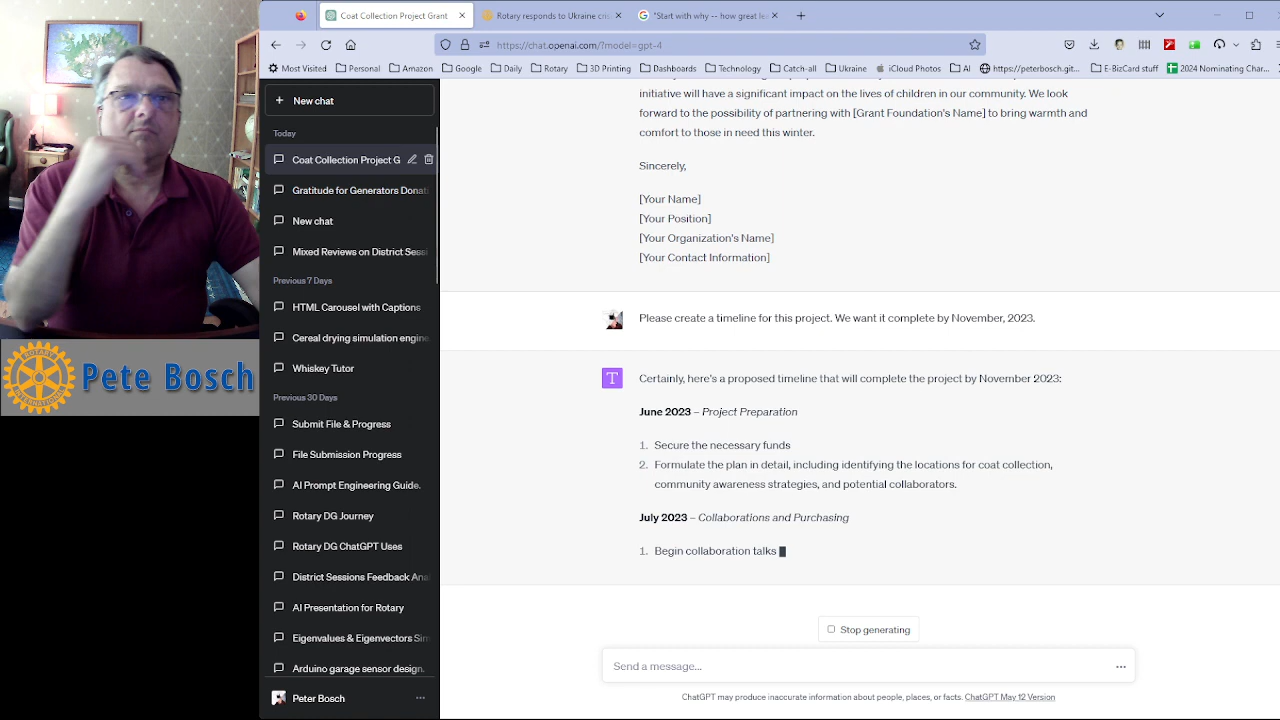 Coat Collection Project Grant
Rotary responds to Ukraine cris
"Start with why -- how great le
https://chat.openai.com/?model=gpt-4
Most Visited
Personal
Amazon
Google
Daily
Rotary
3D Printing
Dashboards
Technology
Catch-all
Ukraine
iCloud Photos
AI
https://peterbosch.gi...
ESCard stuff
2024 Nominating Char...
New chat
Today
Coat Collection Project G
Gratitude for Generators Donati
New chat
Mixed Reviews on District Sessi
Previous 7 Days
HTML Carousel with Captions
Cereal drying simulation engine
Whiskey Tutor
Previous 30 Days
Submit File & Progress
File Submission Progress
AI Prompt Engineering Guide.
Rotary DG Journey
Rotary DG ChatGPT Uses
District Sessions Feedback Anal
AI Presentation for Rotary
Eigenvalues & Eigenvectors Sim
Arduino garage sensor design.
Peter Bosch
initiative will have a significant impact on the lives of children in our community. We look
forward to the possibility of partnering with [Grant Foundation's Name] to bring warmth and
comfort to those in need this winter.
Sincerely,
[Your Name]
[Your Position]
[Your Organization's Name]
[Your Contact Information]
Please create a timeline for this project. We want it complete by November, 2023.
T
Certainly, here's a proposed timeline that will complete the project by November 2023:
June 2023 – Project Preparation
1. Secure the necessary funds
2. Formulate the plan in detail, including identifying the locations for coat collection,
community awareness strategies, and potential collaborators.
July 2023 – Collaborations and Purchasing
1. Begin collaboration talks
Stop generating
Send a message...
ChatGPT may produce inaccurate information about people, places, or facts. ChatGPT May 12 Version
ROTARY
INTERNATIONAL
Pete Bosch